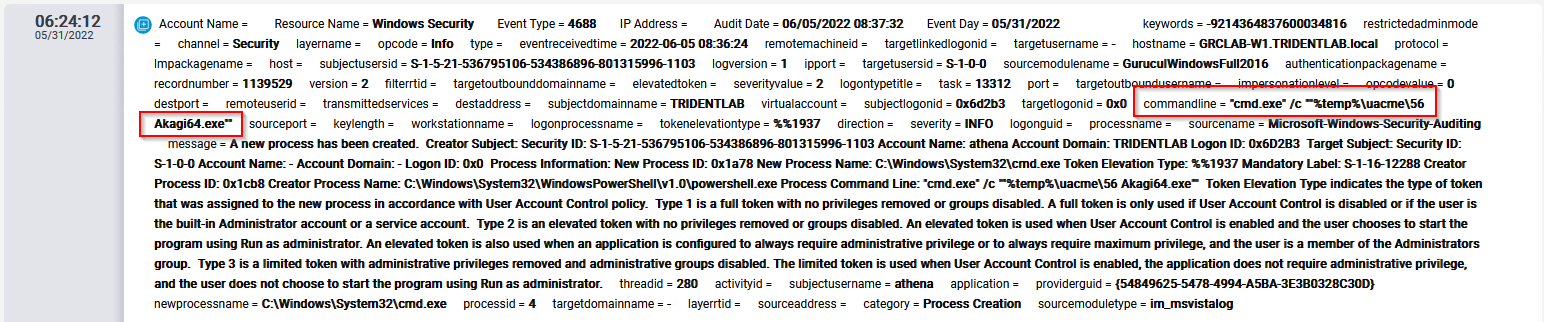 06:24:12
05/31/2022
Account Name = Resource Name = Windows Security Event Type = 4688 IP Address = Audit Date = 06/05/2022 08:37:32 Event Day = 05/31/2022 keywords = -9214364837600034816 restrictedadminmode
= channel = Security layername = opcode = Info type = eventreceivedtime = 2022-06-05 08:36:24 remotemachineid = targetlinkedlogonid = targetusername = - hostname = GRCLAB-W1.TRIDENTLAB.local protocol =
lmpackagename = host = subjectusersid = S-1-5-21-536795106-534386896-801315996-1103 logversion = 1 ipport = targetusersid = S-1-0-0 sourcemodulename = GuruculWindowsFull2016 authenticationpackagename =
recordnumber = 1139529 version = 2 filterrtid = targetoutbounddomainname = elevatedtoken = severityvalue = 2 logontypetitle = task = 13312 port = targetoutboundusername = impersonationlevel = opcodevalue = 0
destport = remoteuserid = transmittedservices = destaddress = subjectdomainname = TRIDENTLAB virtualaccount = subjectlogonid = 0x6d2b3 targetlogonid = 0x0 commandline = "cmd.exe" /c ""%temp%\uacme\56
Akagi64.exe"" sourceport = keylength = workstationname = logonprocessname = tokenelevationtype = %%1937 direction = severity = INFO logonguid = processname = sourcename = Microsoft-Windows-Security-Auditing
message = A new process has been created. Creator Subject: Security ID: S-1-5-21-536795106-534386896-801315996-1103 Account Name: athena Account Domain: TRIDENTLAB Logon ID: 0x6D2B3 Target Subject: Security ID:
S-1-0-0 Account Name: - Account Domain: - Logon ID: 0x0 Process Information: New Process ID: 0x1a78 New Process Name: C:\Windows\System32\cmd.exe Token Elevation Type: %%1937 Mandatory Label: S-1-16-12288 Creator
Process ID: 0x1cb8 Creator Process Name: C:\Windows\System32\WindowsPowerShell\v1.0\powershell.exe Process Command Line: "cmd.exe" /c ""%temp%\uacme\56 Akagi64.exe"" Token Elevation Type indicates the type of token
that was assigned to the new process in accordance with User Account Control policy. Type 1 is a full token with no privileges removed or groups disabled. A full token is only used if User Account Control is disabled or if the user is
the built-in Administrator account or a service account. Type 2 is an elevated token with no privileges removed or groups disabled. An elevated token is used when User Account Control is enabled and the user chooses to start the
program using Run as administrator. An elevated token is also used when an application is configured to always require administrative privilege or to always require maximum privilege, and the user is a member of the Administrators
group. Type 3 is a limited token with administrative privileges removed and administrative groups disabled. The limited token is used when User Account Control is enabled, the application does not require administrative privilege,
and the user does not choose to start the program using Run as administrator. threadid = 280 activityid = subjectusername = athena application = providerguid = {54849625-5478-4994-A5BA-3E3B0328C30D}
newprocessname = C:\Windows\System32\cmd.exe processid = 4 targetdomainname = - layerrtid = sourceaddress = category = Process Creation sourcemoduletype = im_msvistalog